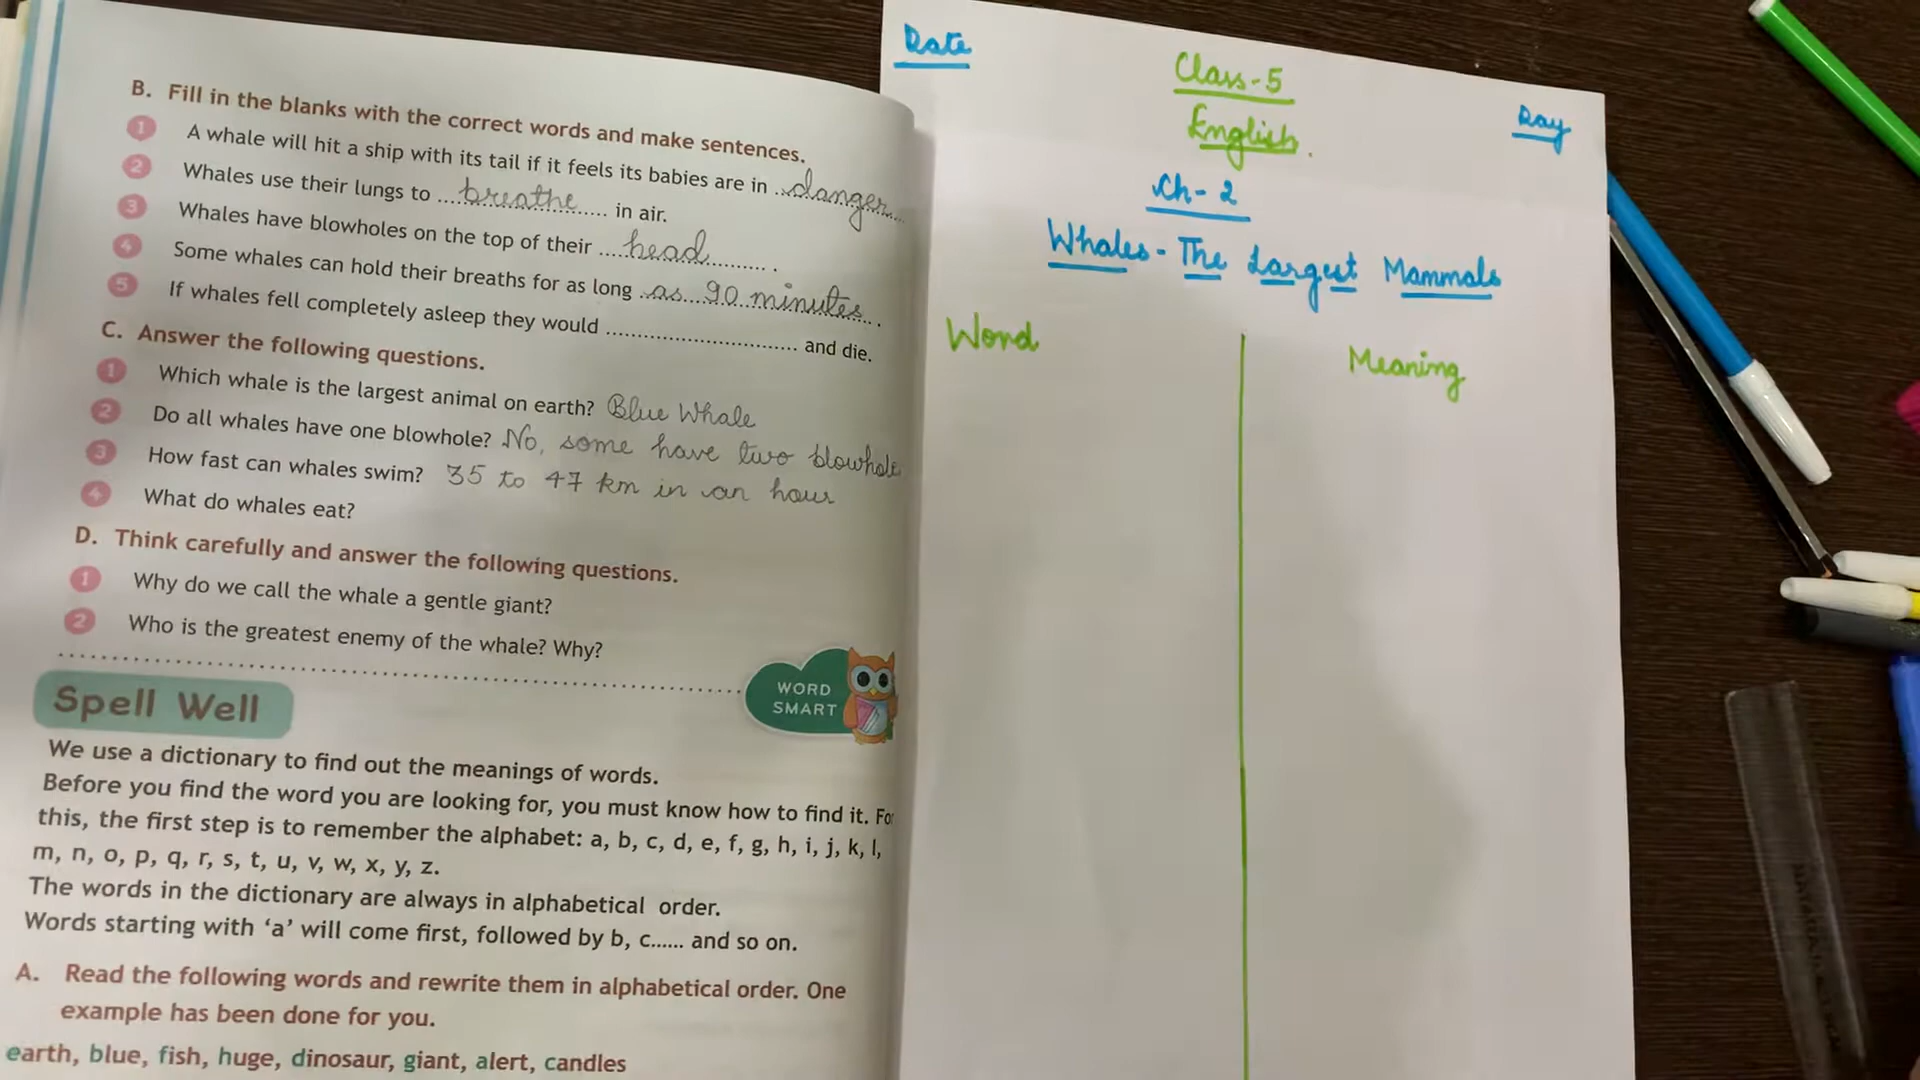 B. Fill in the blanks with the correct words and make sentences.
1 A whale will hit a ship with its tail if it feels its babies are in ...danger...
2 Whales use their lungs to ....breathe.... in air.
3 Whales have blowholes on the top of their ....head.......... .
4 Some whales can hold their breaths for as long ..as...90 minutes.. .
5 If whales fell completely asleep they would .............................. and die.
C. Answer the following questions.
1 Which whale is the largest animal on earth? Blue Whale
2 Do all whales have one blowhole? No, some have two blowhole
3 How fast can whales swim? 35 to 47 km in an hour
4 What do whales eat?
D. Think carefully and answer the following questions.
1 Why do we call the whale a gentle giant?
2 Who is the greatest enemy of the whale? Why?
WORD
SMART
Spell Well
We use a dictionary to find out the meanings of words.
Before you find the word you are looking for, you must know how to find it. For
this, the first step is to remember the alphabet: a, b, c, d, e, f, g, h, i, j, k, l,
m, n, o, p, q, r, s, t, u, v, w, x, y, z.
The words in the dictionary are always in alphabetical order.
Words starting with ‘a’ will come first, followed by b, c...... and so on.
A. Read the following words and rewrite them in alphabetical order. One
example has been done for you.
earth, blue, fish, huge, dinosaur, giant, alert, candles
Date
Class-5
English.
Day
Ch-2
Whales - The Largest Mammals
Word
Meaning